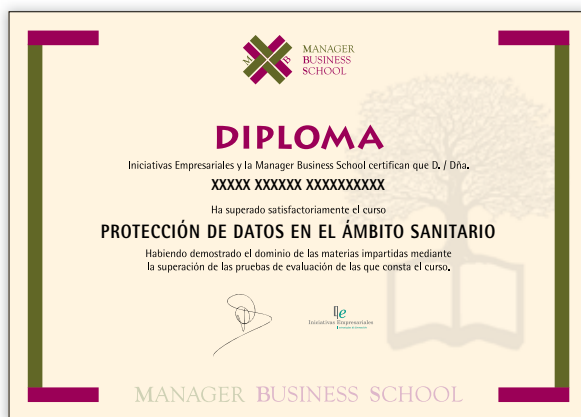 M B
MANAGER
BUSINESS
SCHOOL
DIPLOMA
Iniciativas Empresariales y la Manager Business School certifican que D. / Dña.
XXXXX XXXXXX XXXXXXXXXX
Ha superado satisfactoriamente el curso
PROTECCIÓN DE DATOS EN EL ÁMBITO SANITARIO
Habiendo demostrado el dominio de las materias impartidas mediante
la superación de las pruebas de evaluación de las que consta el curso.
Ie
Iniciativas Empresariales
MANAGER BUSINESS SCHOOL